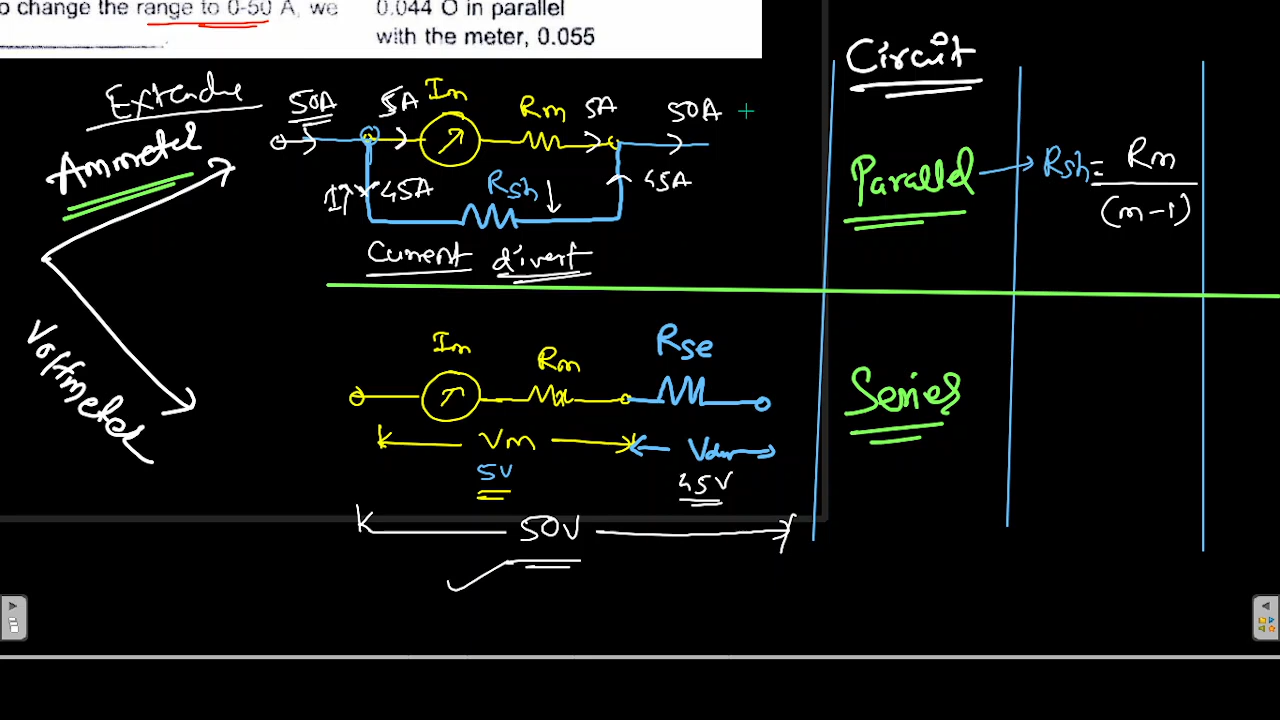 o change the range to 0-50 A, we
0.044 O in parallel
with the meter, 0.055
Circuit
Extende
Ammeter
50A
5A
Im
Rm
5A
50A +
45A
Rsh
45A
Current divert
Parallel
Rsh = Rm
(m-1)
Voltmeter
Im
Rm
Rse
Series
Vm
5V
45V
50V